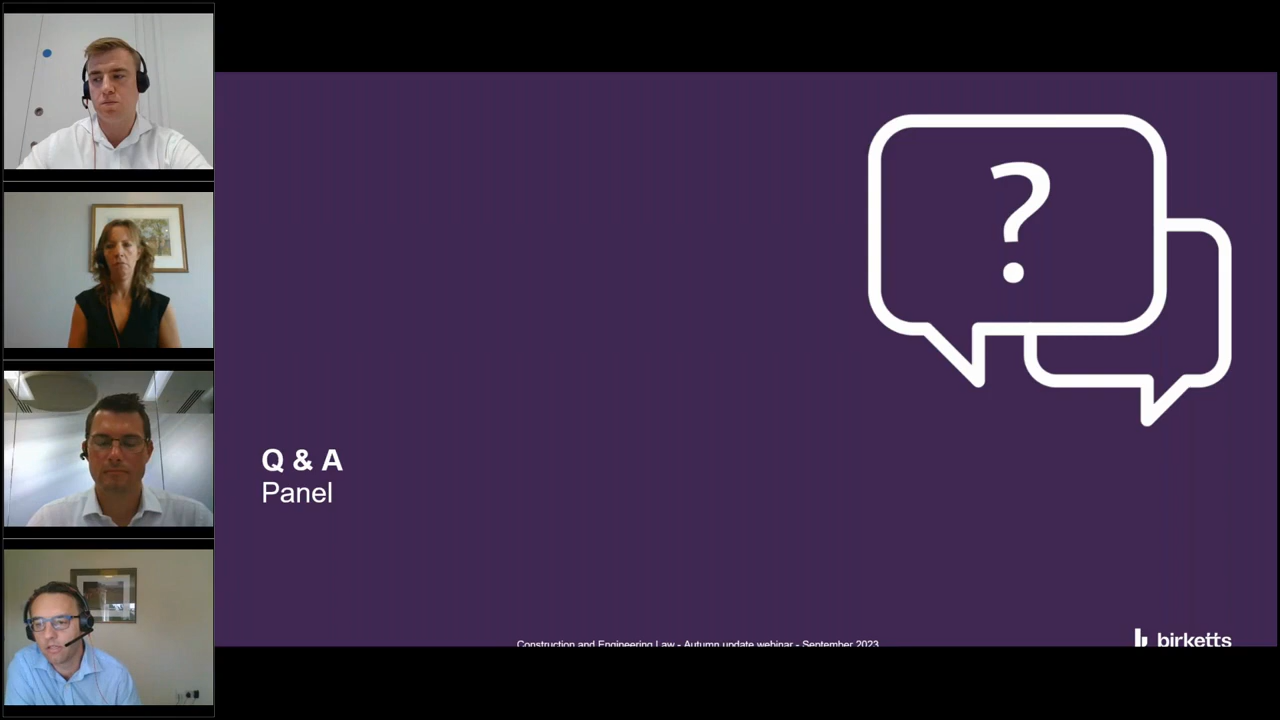 ?
Q & A
Panel
Construction and Engineering Law - Autumn update webinar - September 2023
birketts